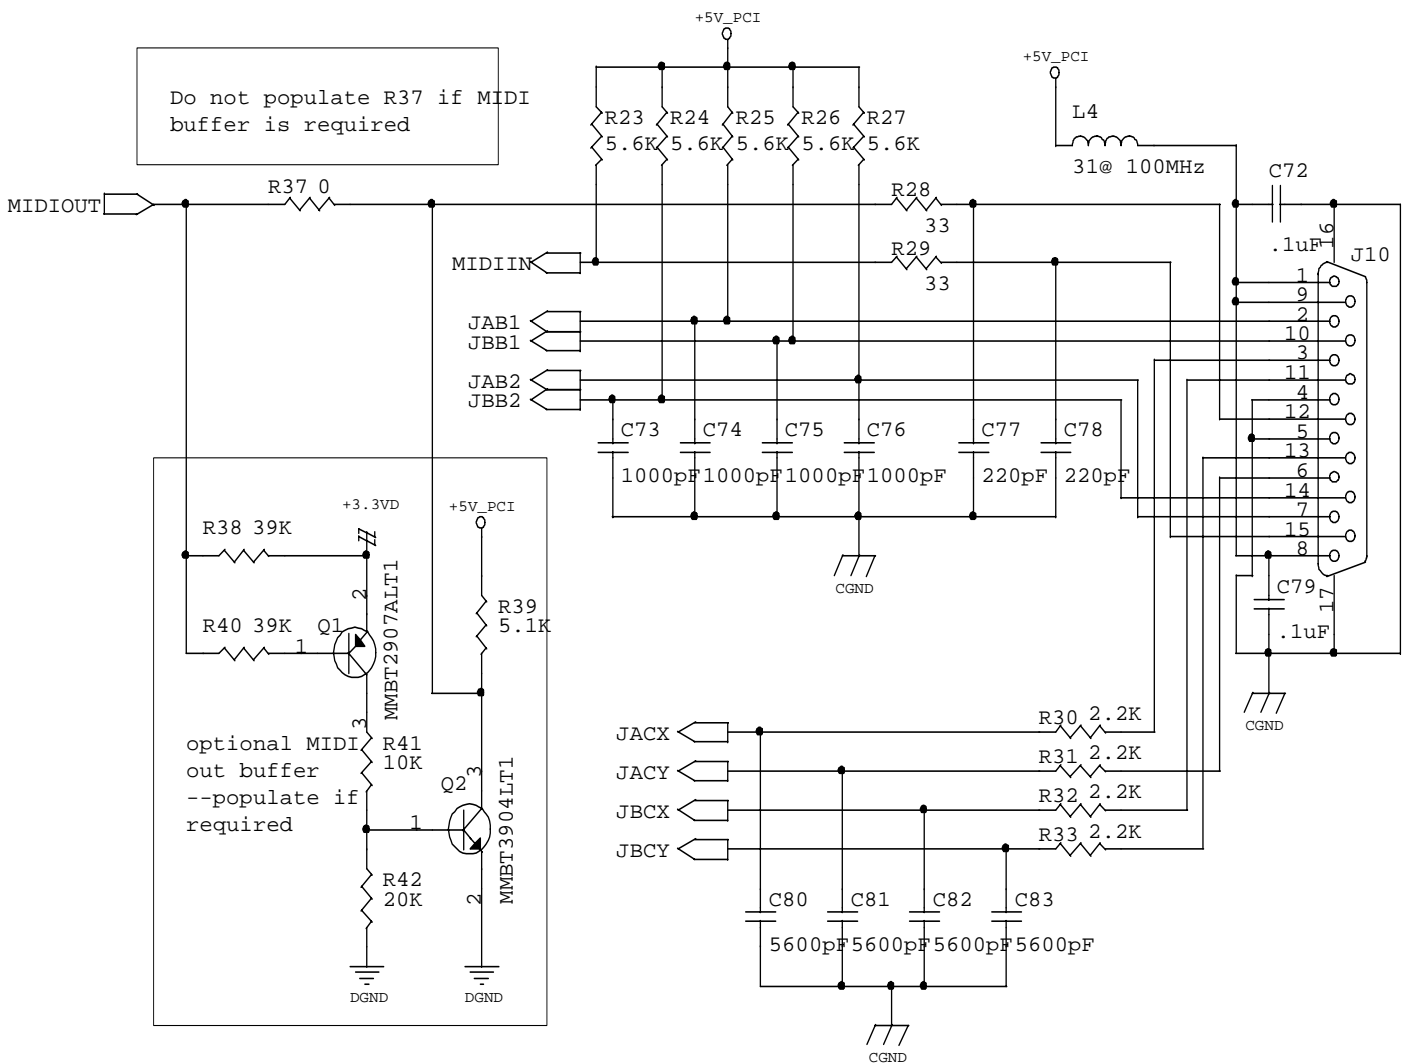 +5V_PCI
+5V_PCI
Do not populate R37 if MIDI
buffer is required
R23 R24 R25 R26 R27
5.6K 5.6K 5.6K 5.6K 5.6K
L4
31@ 100MHz
C72
.1uF
16
J10
MIDIOUT
R37 0
R28
33
MIDIIN
R29
33
JAB1
JBB1
JAB2
JBB2
1
9
2
10
3
11
4
12
5
13
6
14
7
15
8
17
C73 C74 C75 C76 C77 C78
1000pF 1000pF 1000pF 1000pF 220pF 220pF
CGND
C79
.1uF
CGND
+3.3VD
+5V_PCI
R38 39K
2
MMBT2907ALT1
R39
5.1K
R40 39K
1
Q1
3
optional MIDI
out buffer
--populate if
required
R41
10K
Q2
3
1
MMBT3904LT1
2
R42
20K
DGND
DGND
JACX
R30 2.2K
JACY
R31 2.2K
JBCX
R32 2.2K
JBCY
R33 2.2K
C80 C81 C82 C83
5600pF 5600pF 5600pF 5600pF
CGND